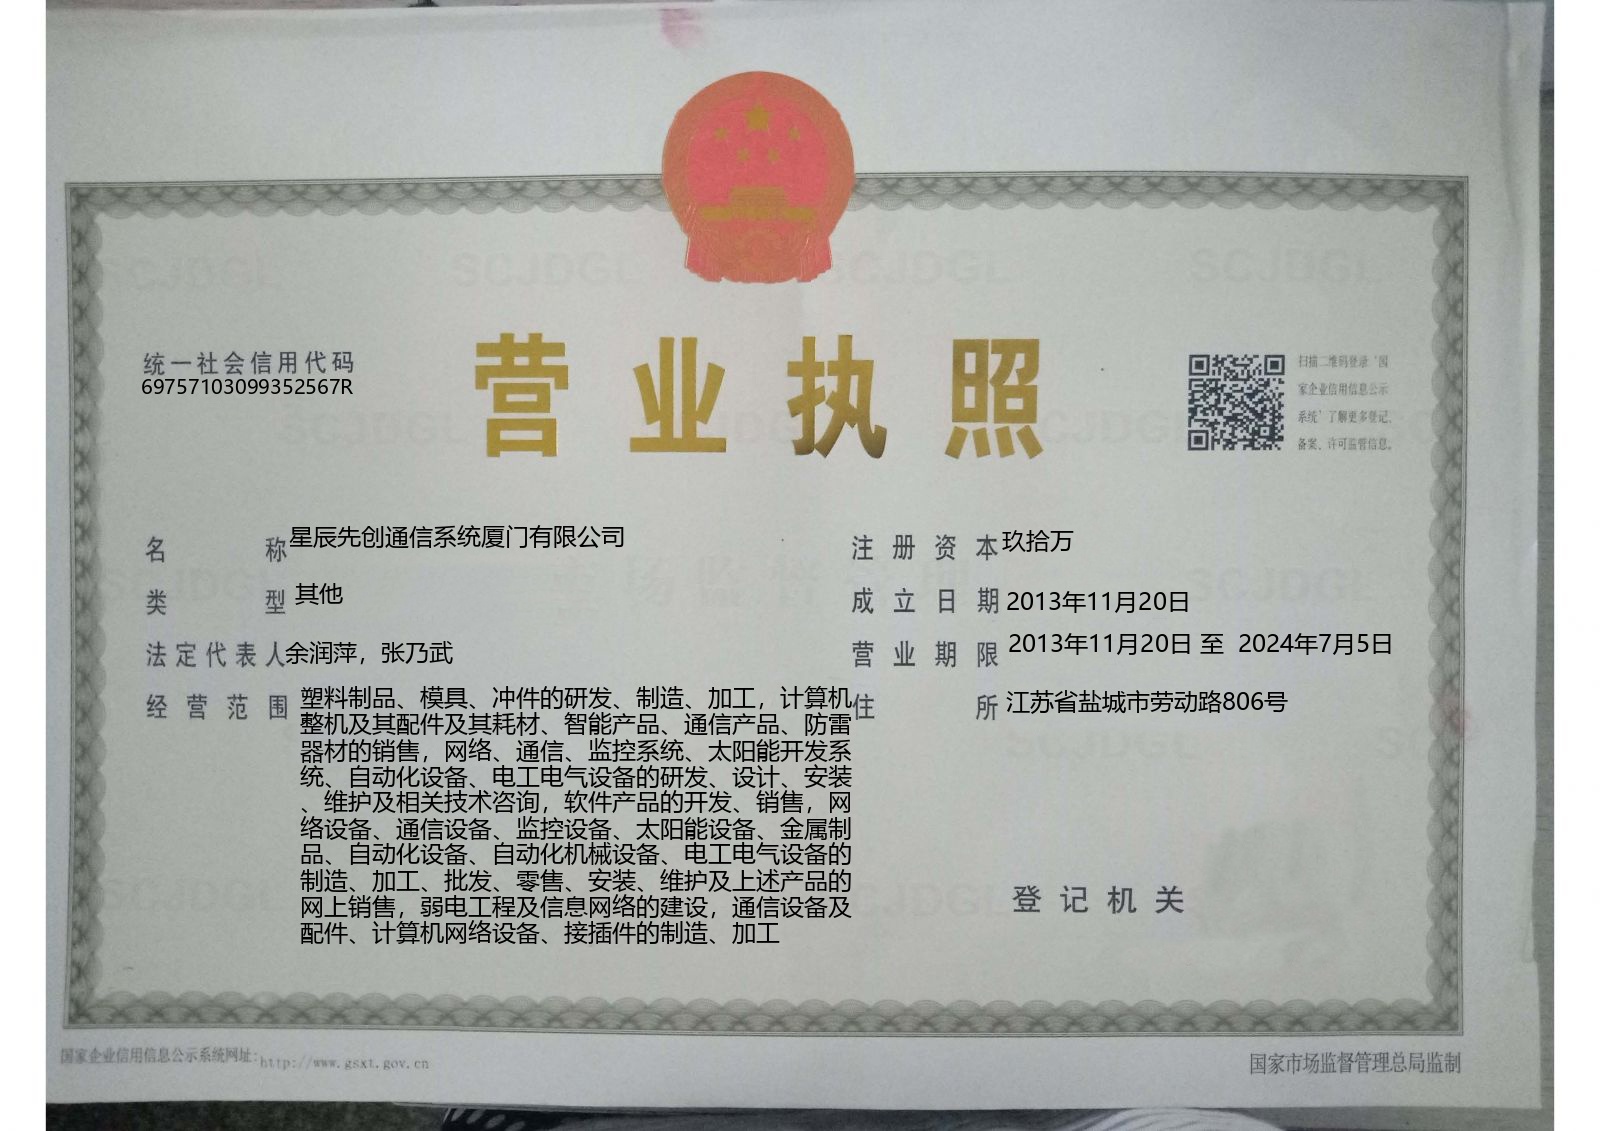 营业执照
统一社会信用代码
69757103099352567R
扫描二维码登录‘国
家企业信用信息公示
系统’了解更多登记、
备案、许可监管信息。
名称 星辰先创通信系统厦门有限公司
类型 其他
法定代表人 余润萍，张乃武
经营范围 塑料制品、模具、冲件的研发、制造、加工，计算机
整机及其配件及其耗材、智能产品、通信产品、防雷
器材的销售，网络、通信、监控系统、太阳能开发系
统、自动化设备、电工电气设备的研发、设计、安装
、维护及相关技术咨询，软件产品的开发、销售，网
络设备、通信设备、监控设备、太阳能设备、金属制
品、自动化设备、自动化机械设备、电工电气设备的
制造、加工、批发、零售、安装、维护及上述产品的
网上销售，弱电工程及信息网络的建设，通信设备及
配件、计算机网络设备、接插件的制造、加工
注册资本 玖拾万
成立日期 2013年11月20日
营业期限 2013年11月20日 至 2024年7月5日
住所 江苏省盐城市劳动路806号
登记机关
国家企业信用信息公示系统网址：http://www.gsxt.gov.cn
国家市场监督管理总局监制